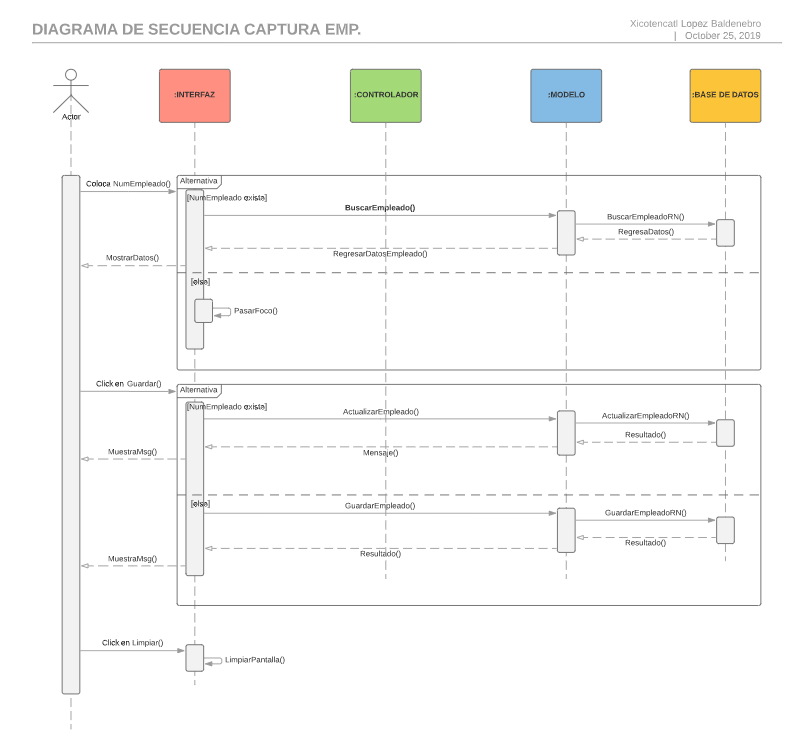 DIAGRAMA DE SECUENCIA CAPTURA EMP.
Xicotencatl Lopez Baldenebro
| October 25, 2019
Actor
:INTERFAZ
:CONTROLADOR
:MODELO
:BASE DE DATOS
Alternativa
Coloca NumEmpleado()
[NumEmpleado exista]
BuscarEmpleado()
BuscarEmpleadoRN()
RegresaDatos()
RegresarDatosEmpleado()
MostrarDatos()
[else]
PasarFoco()
Click en Guardar()
Alternativa
[NumEmpleado exista]
ActualizarEmpleado()
ActualizarEmpleadoRN()
Resultado()
Mensaje()
MuestraMsg()
[else]
GuardarEmpleado()
GuardarEmpleadoRN()
Resultado()
Resultado()
MuestraMsg()
Click en Limpiar()
LimpiarPantalla()